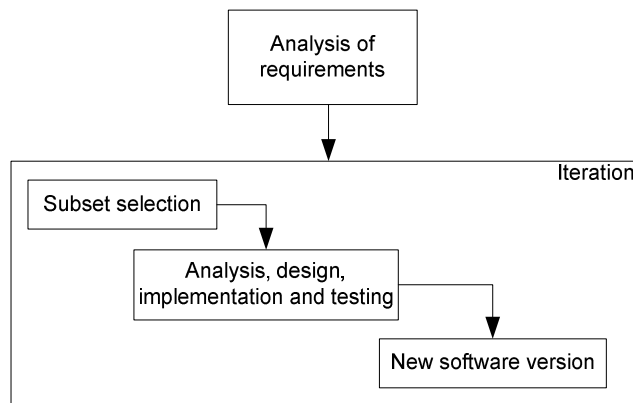 Analysis of
requirements
Iteration
Subset selection
Analysis, design,
implementation and testing
New software version